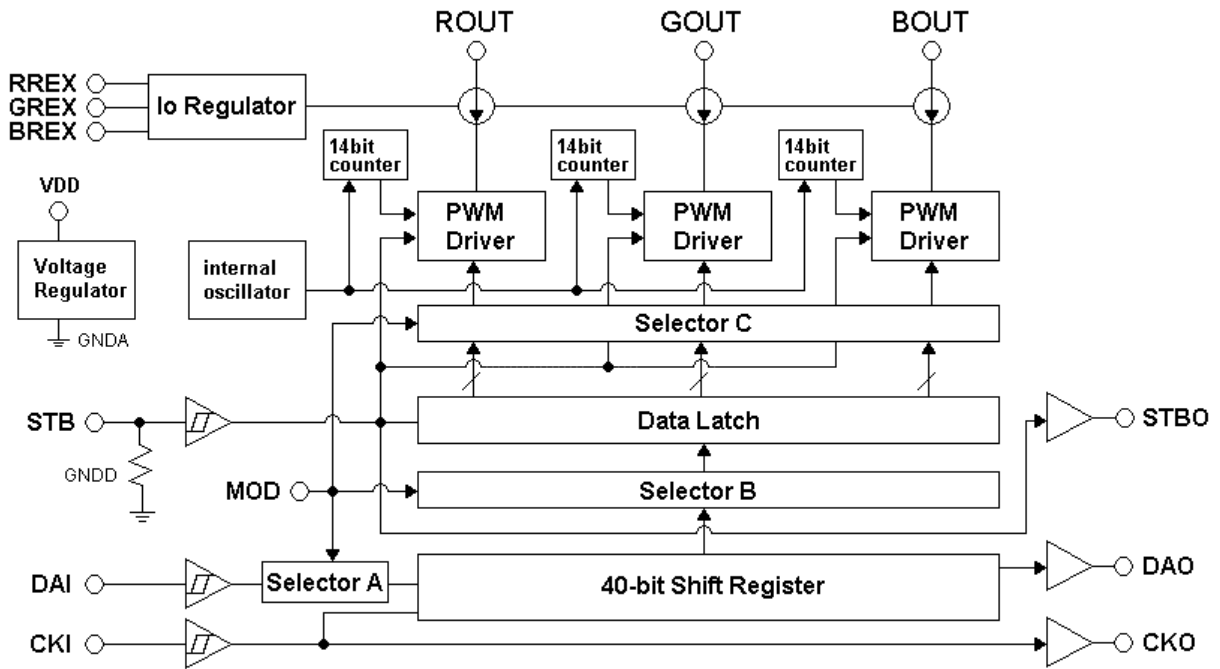 ROUT
GOUT
BOUT
RREX
GREX
BREX
Io Regulator
14bit
counter
14bit
counter
14bit
counter
VDD
PWM
Driver
PWM
Driver
PWM
Driver
Voltage
Regulator
internal
oscillator
GNDA
Selector C
STB
Data Latch
STBO
GNDD
MOD
Selector B
DAI
Selector A
40-bit Shift Register
DAO
CKI
CKO